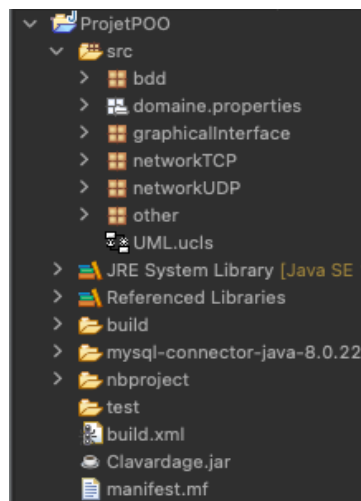 ProjetPOO
src
bdd
domaine.properties
graphicalInterface
networkTCP
networkUDP
other
UML.ucls
JRE System Library [Java SE
Referenced Libraries
build
mysql-connector-java-8.0.22
nbproject
test
build.xml
Clavardage.jar
manifest.mf